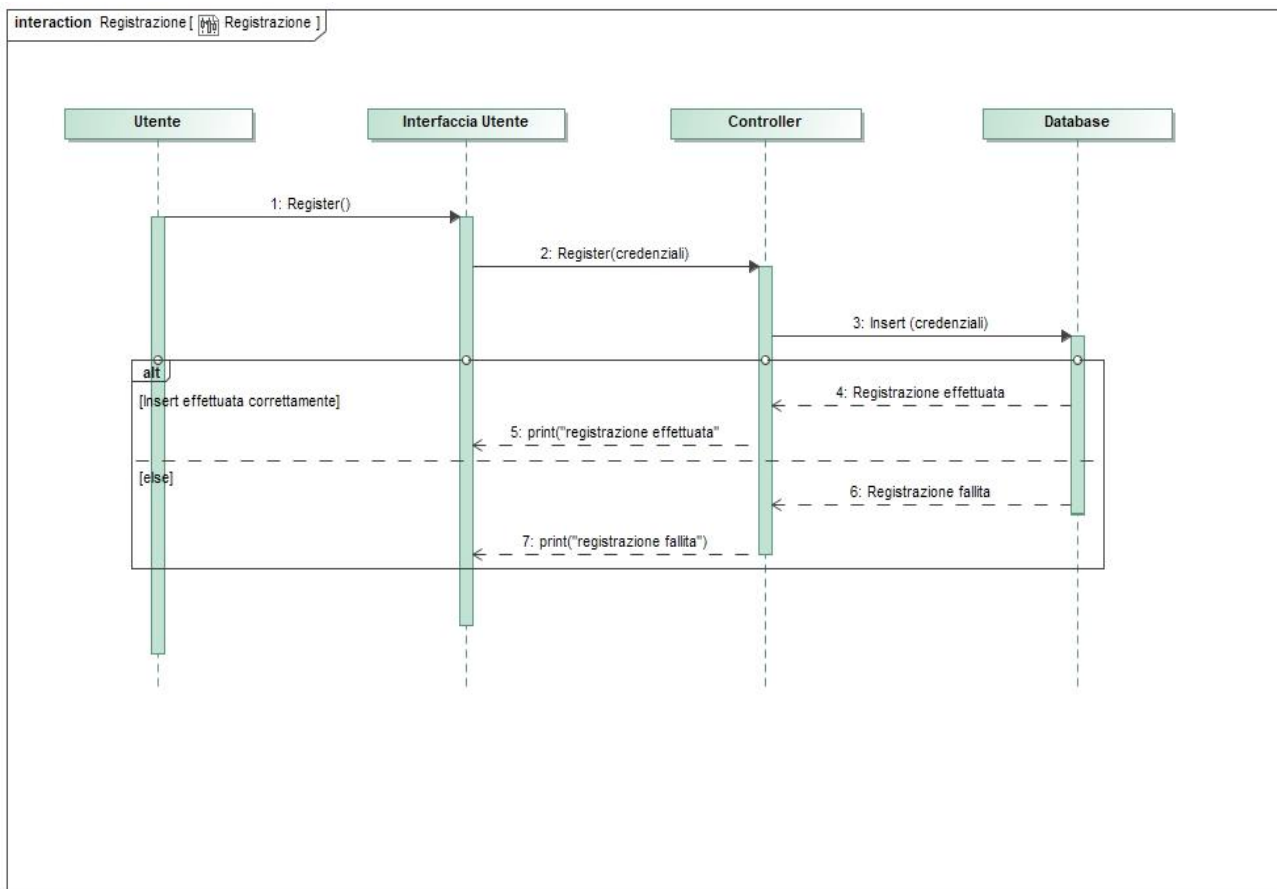 interaction Registrazione [ Registrazione ]
Utente
Interfaccia Utente
Controller
Database
1: Register()
2: Register(credenziali)
3: Insert (credenziali)
alt
[Insert effettuata correttamente]
4: Registrazione effettuata
5: print("registrazione effettuata"
[else]
6: Registrazione fallita
7: print("registrazione fallita")